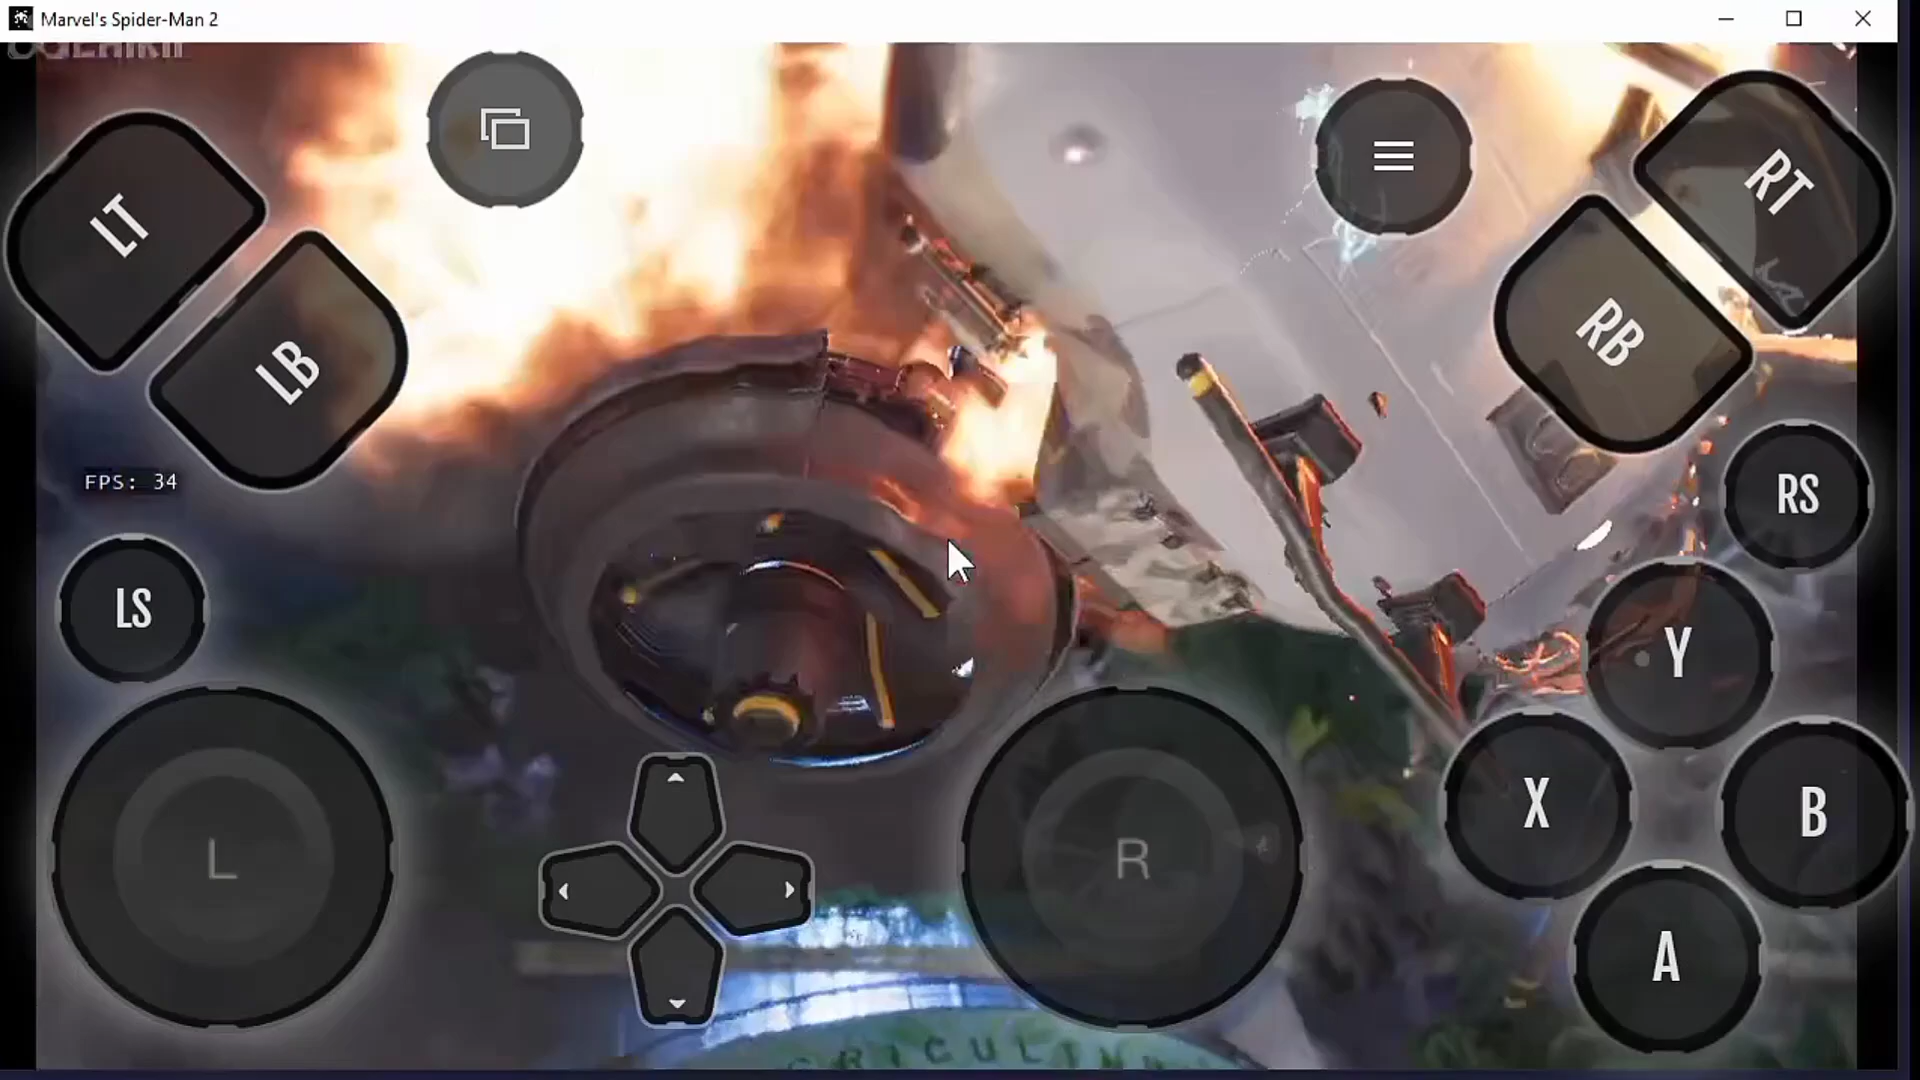 Marvel's Spider-Man 2
LT
RT
LB
RB
FPS: 34
RS
LS
Y
X
B
L
R
A